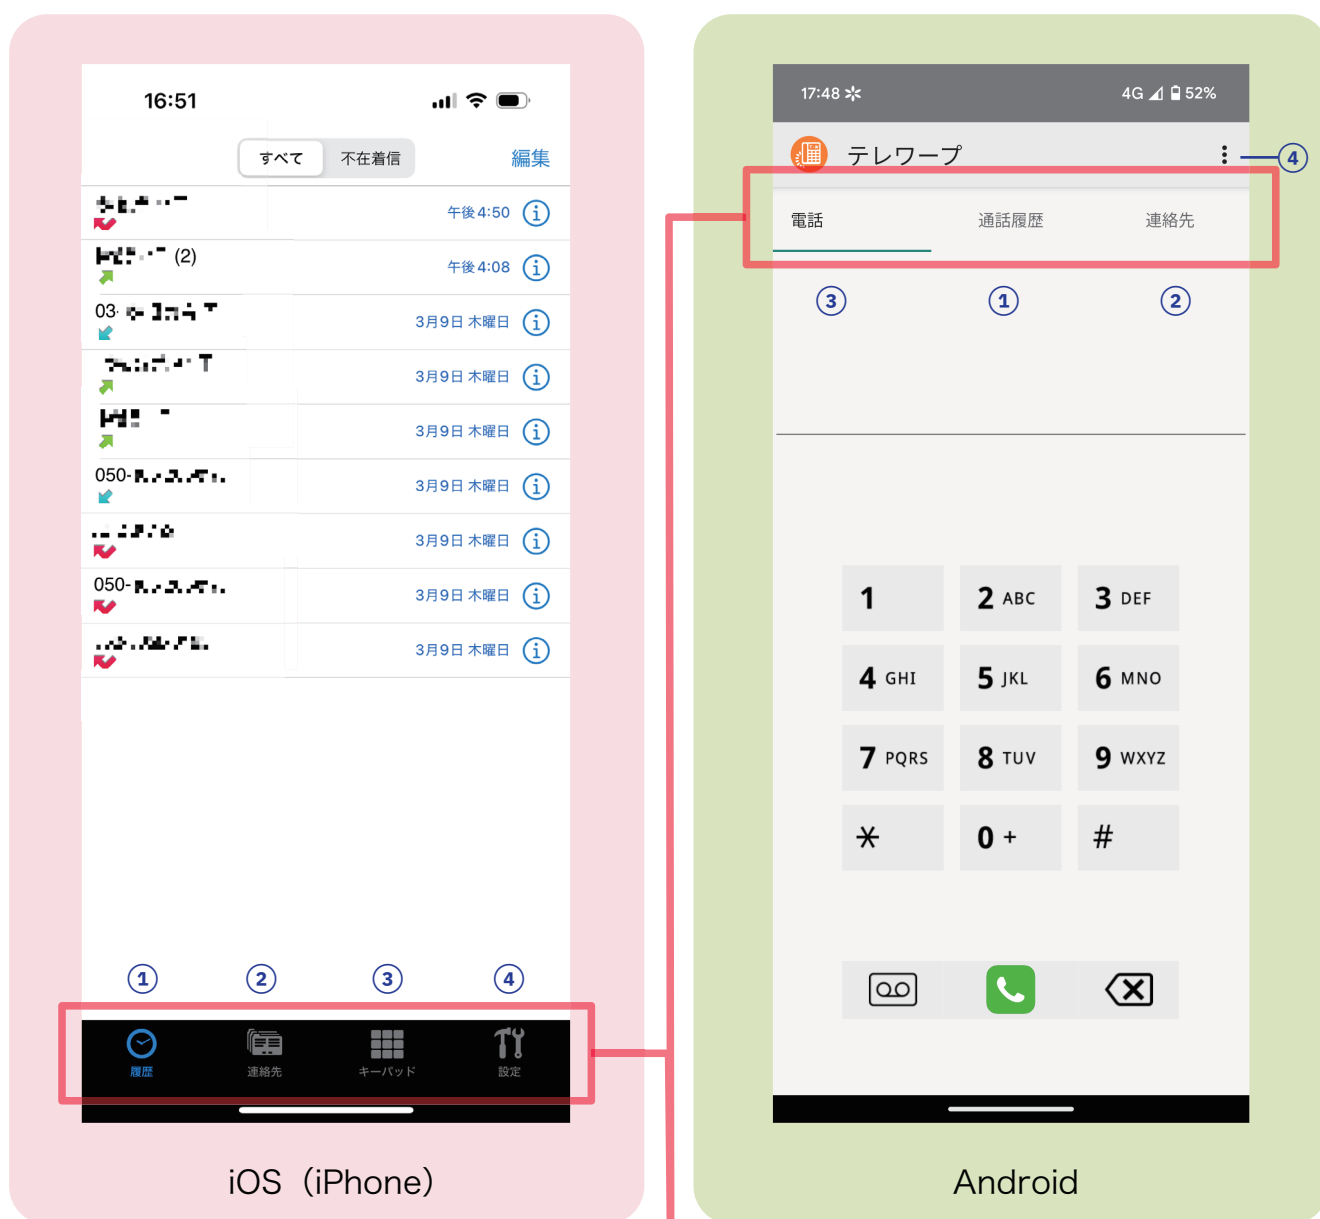 16:51
すべて 不在着信 編集
午後4:50
(2)
午後4:08
03-
3月9日 木曜日
3月9日 木曜日
3月9日 木曜日
050-
3月9日 木曜日
3月9日 木曜日
050-
3月9日 木曜日
3月9日 木曜日
① ② ③ ④
履歴 連絡先 キーパッド 設定
iOS（iPhone）
17:48 4G 52%
テレワープ
④
電話 通話履歴 連絡先
③ ① ②
1 2 ABC 3 DEF
4 GHI 5 JKL 6 MNO
7 PQRS 8 TUV 9 WXYZ
* 0 + #
Android